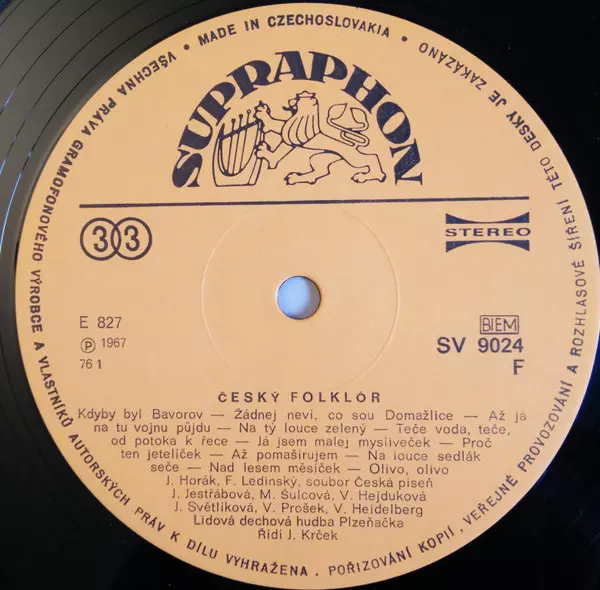 VŠECHNA PRÁVA GRAMOFONOVÉHO VÝROBCE A VLASTNÍKŮ AUTORSKÝCH PRÁV K DÍLU VYHRAŽENA. POŘIZOVÁNÍ KOPIÍ, VEŘEJNÉ PROVOZOVÁNÍ A ROZHLASOVÉ ŠÍŘENÍ TÉTO DESKY JE ZAKÁZÁNO
• MADE IN CZECHOSLOVAKIA •
SUPRAPHON
33
STEREO
E 827
℗ 1967
76 1
BIEM
SV 9024
F
ČESKÝ FOLKLÓR
Kdyby byl Bavorov — Žádnej neví, co sou Domažlice — Až já
na tu vojnu půjdu — Na tý louce zelený — Teče voda, teče,
od potoka k řece — Já jsem malej mysliveček — Proč
ten jetelíček — Až pomaširujem — Na louce sedlák
seče — Nad lesem měsíček — Olivo, olivo
J. Horák, F. Ledinský, soubor Česká píseň
J. Jestřábová, M. Šulcová, V. Hejduková
J. Světlíková, V. Prošek, V. Heidelberg
Lidová dechová hudba Plzeňačka
Řídí J. Krček